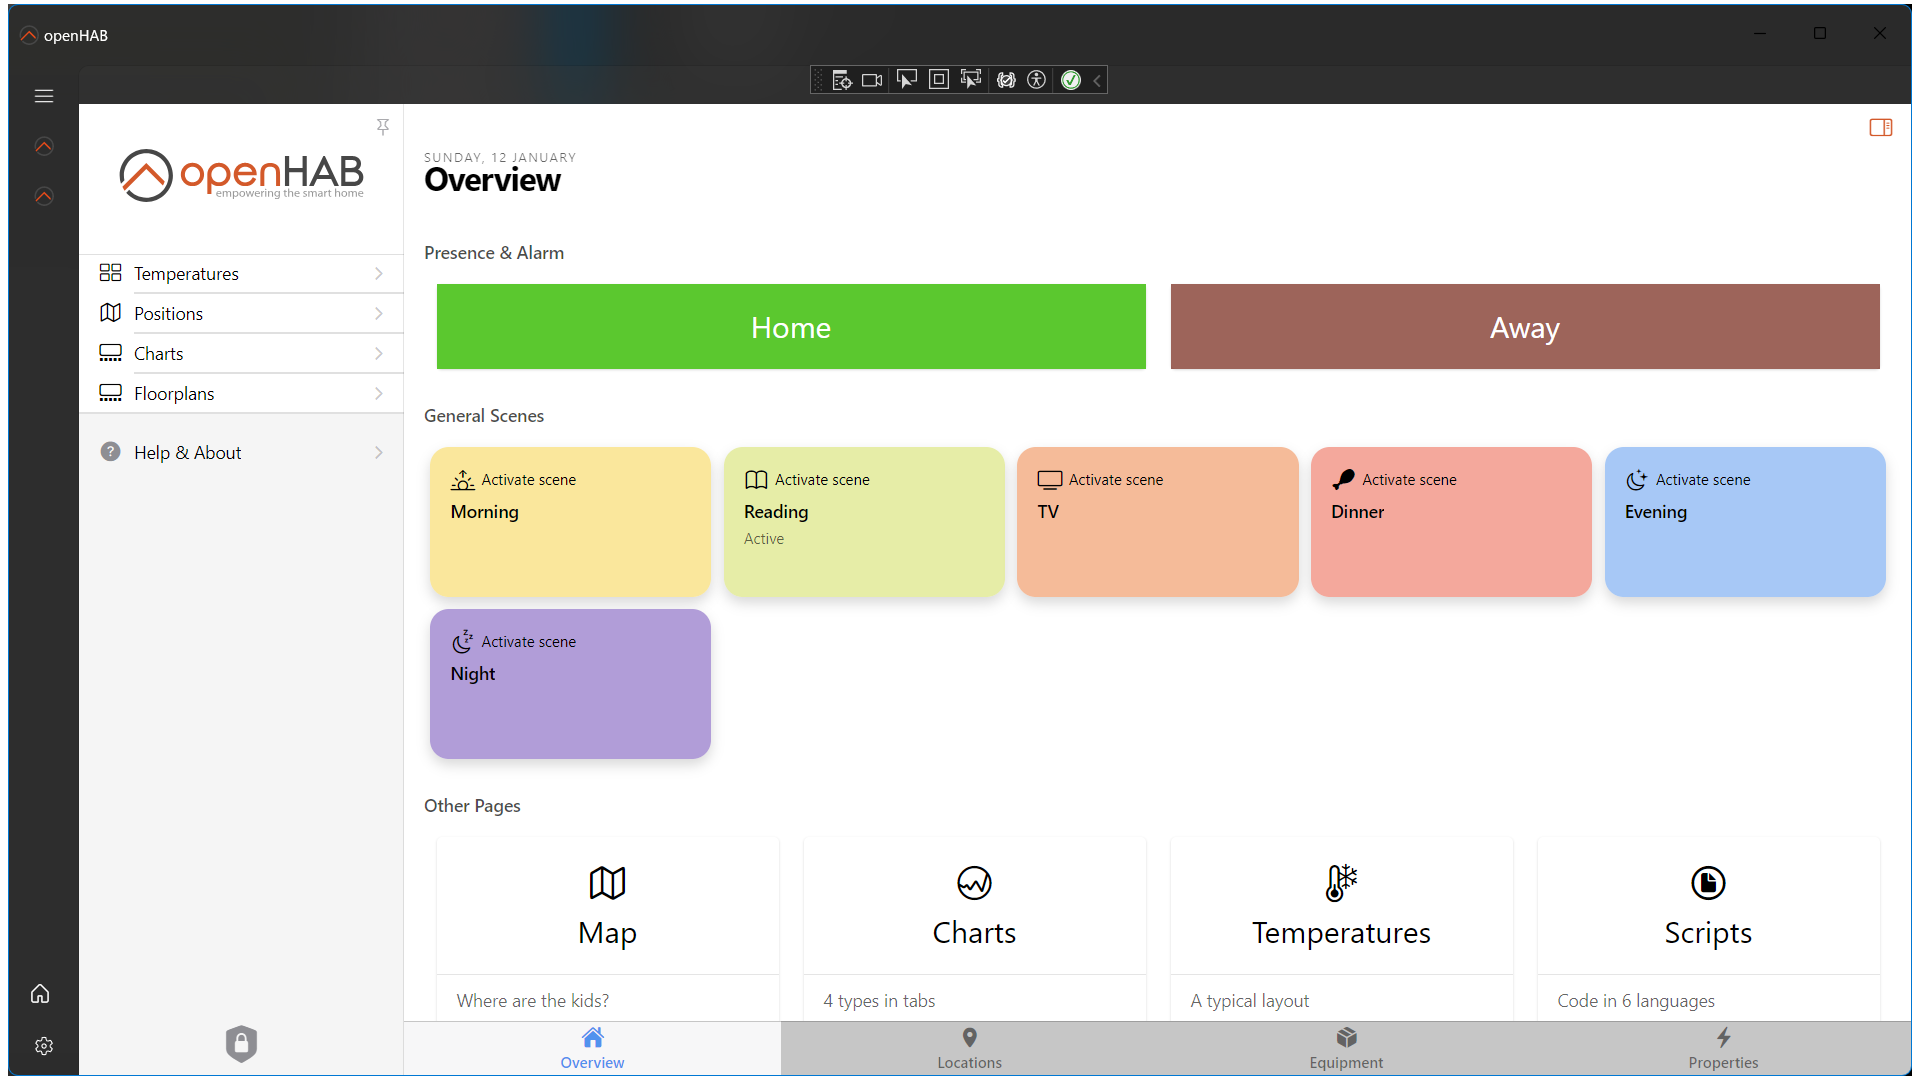 openHAB
openHAB
empowering the smart home
Temperatures
Positions
Charts
Floorplans
Help & About
SUNDAY, 12 JANUARY
Overview
Presence & Alarm
Home
Away
General Scenes
Activate scene
Morning
Activate scene
Reading
Active
Activate scene
TV
Activate scene
Dinner
Activate scene
Evening
Activate scene
Night
Other Pages
Map
Where are the kids?
Charts
4 types in tabs
Temperatures
A typical layout
Scripts
Code in 6 languages
Overview
Locations
Equipment
Properties